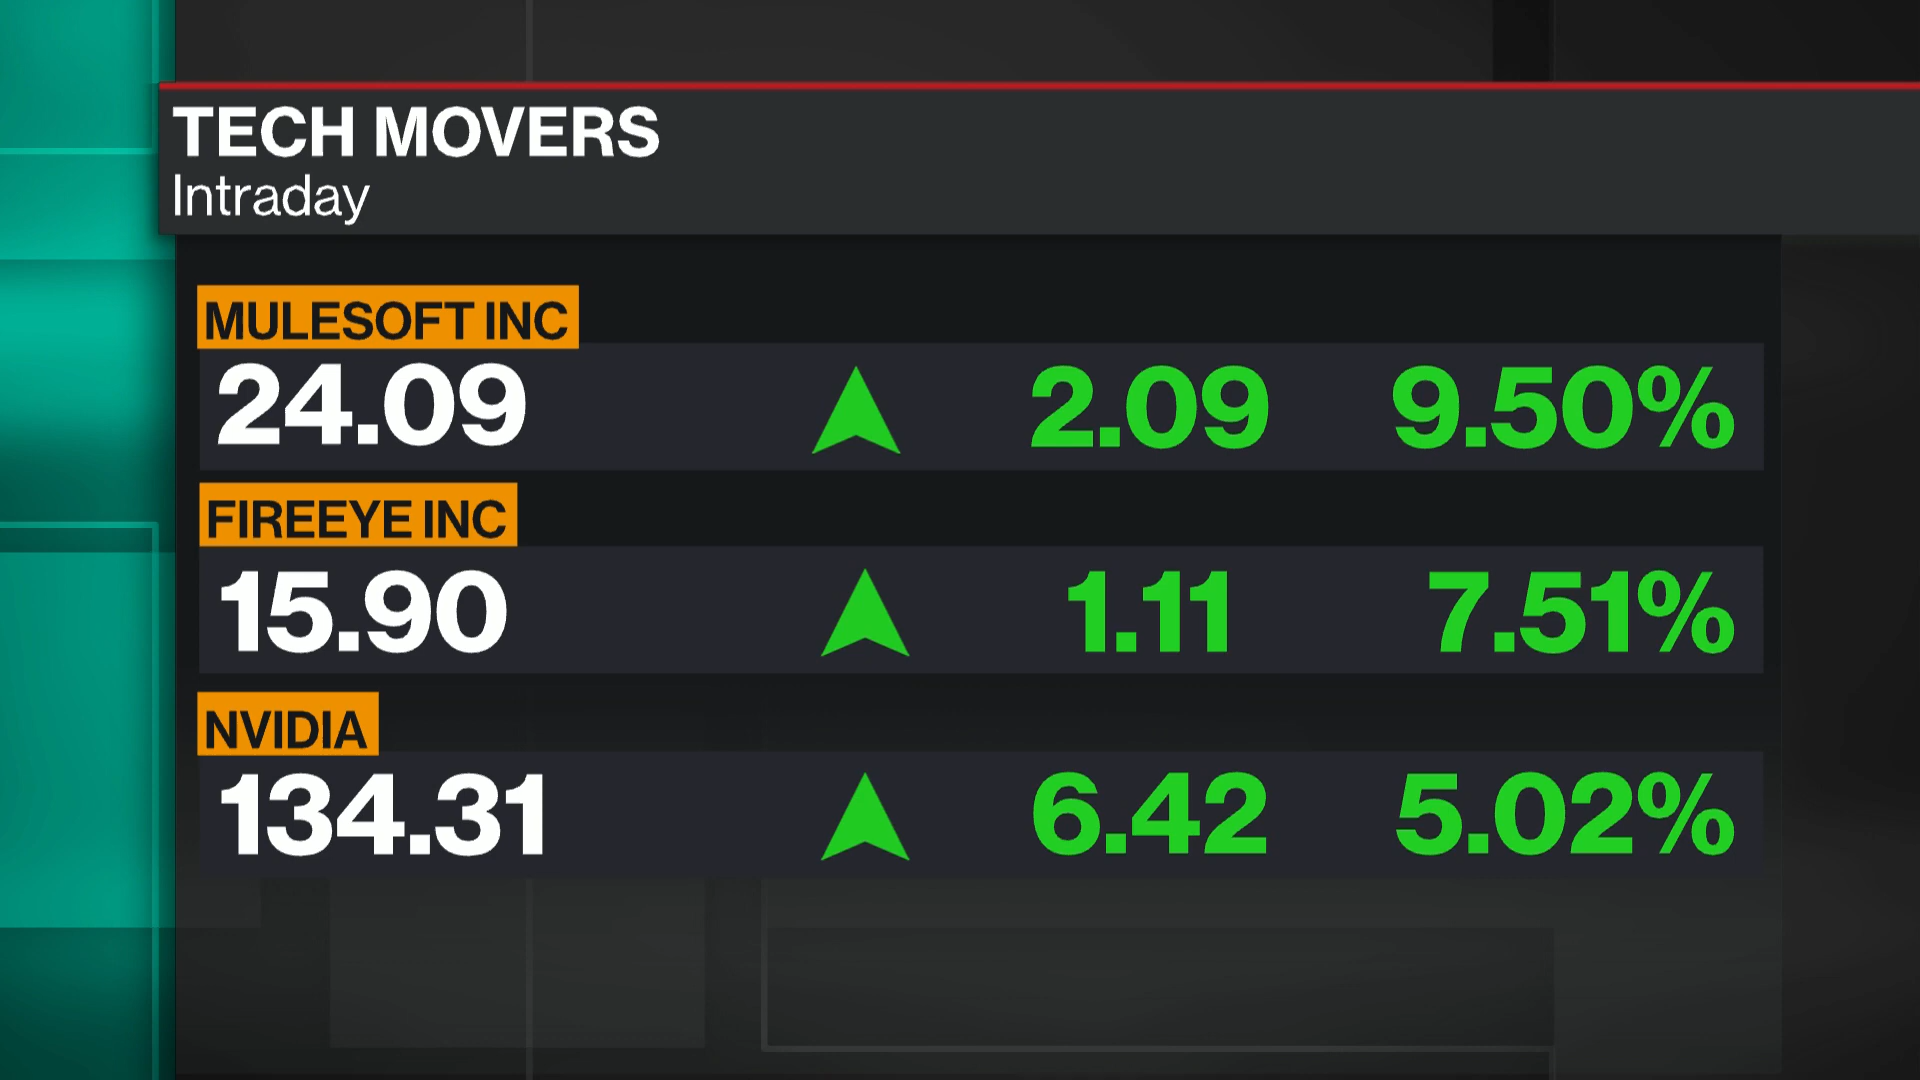 TECH MOVERS
Intraday
MULESOFT INC
24.09 2.09 9.50%
FIREEYE INC
15.90 1.11 7.51%
NVIDIA
134.31 6.42 5.02%